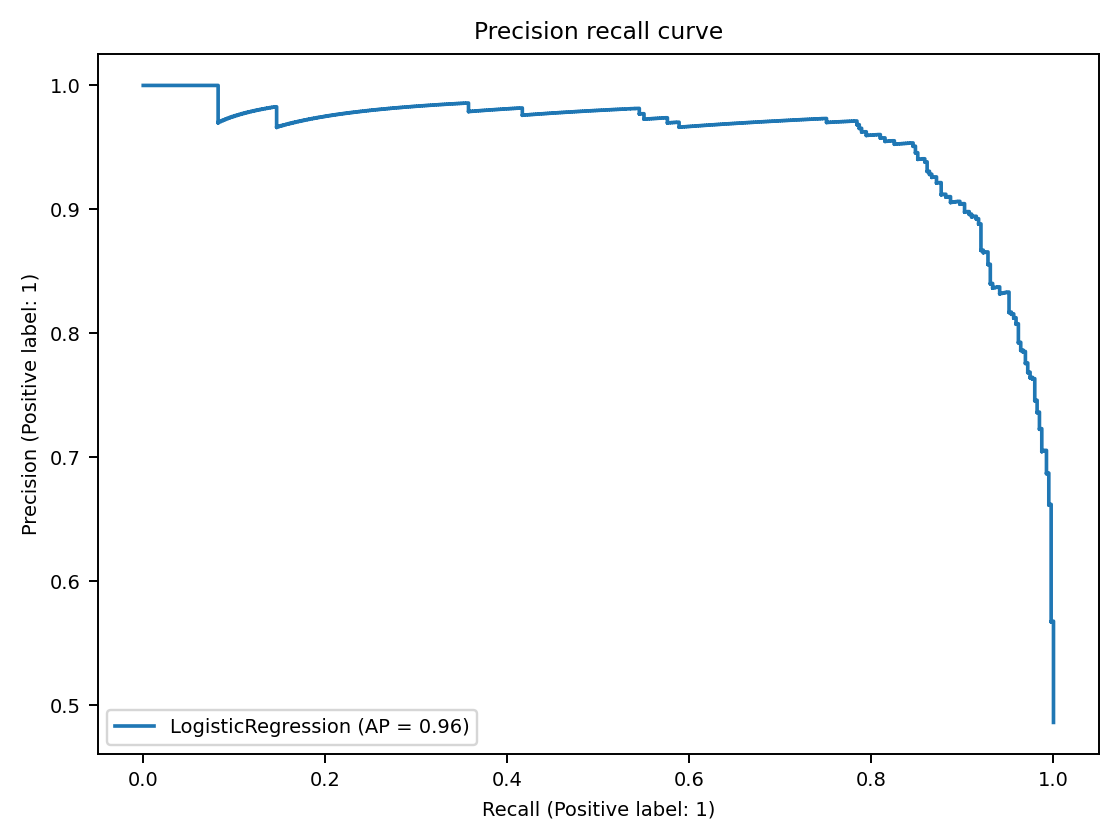 Precision recall curve
1.0
0.9
0.8
0.7
0.6
0.5
Precision (Positive label: 1)
LogisticRegression (AP = 0.96)
0.0 0.2 0.4 0.6 0.8 1.0
Recall (Positive label: 1)